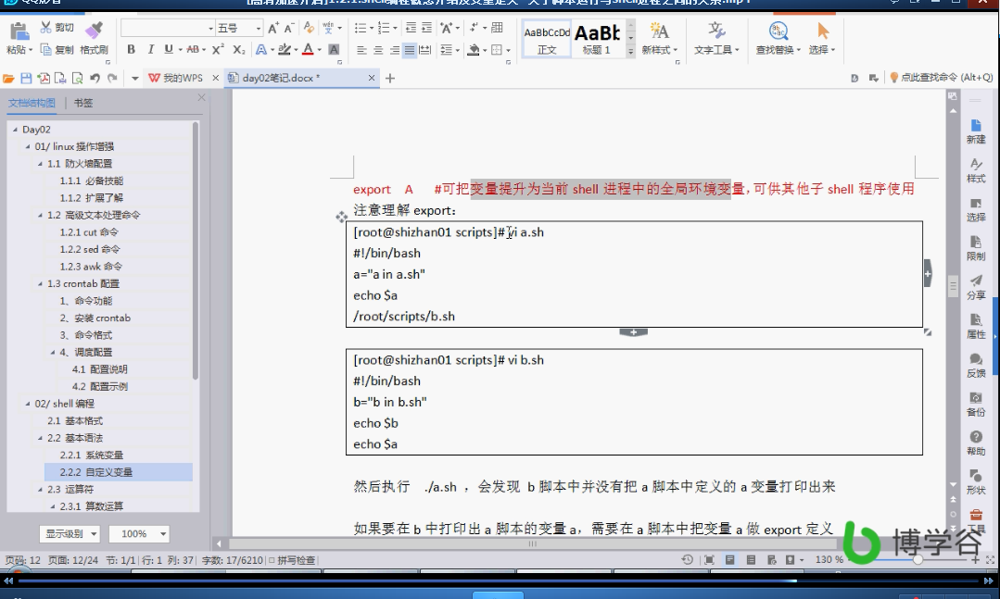 剪切
粘贴
复制
格式刷
五号
B I U AB X² X₂
AaBbCcDd
正文
AaBb
标题 1
新样式
文字工具
查找替换
选择
我的WPS
day02笔记.docx *
点此查找命令 (Alt+Q)
文档结构图
书签
Day02
01/ linux 操作增强
1.1 防火墙配置
1.1.1 必备技能
1.1.2 扩展了解
1.2 高级文本处理命令
1.2.1 cut 命令
1.2.2 sed 命令
1.2.3 awk 命令
1.3 crontab 配置
1、命令功能
2、安装 crontab
3、命令格式
4、调度配置
4.1 配置说明
4.2 配置示例
02/ shell 编程
2.1 基本格式
2.2 基本语法
2.2.1 系统变量
2.2.2 自定义变量
2.3 运算符
2.3.1 算数运算
显示级别
100%
export A #可把变量提升为当前 shell 进程中的全局环境变量,可供其他子 shell 程序使用
注意理解 export:
[root@shizhan01 scripts]# vi a.sh
#!/bin/bash
a="a in a.sh"
echo $a
/root/scripts/b.sh
[root@shizhan01 scripts]# vi b.sh
#!/bin/bash
b="b in b.sh"
echo $b
echo $a
然后执行 ./a.sh ，会发现 b 脚本中并没有把 a 脚本中定义的 a 变量打印出来
如果要在 b 中打印出 a 脚本的变量 a，需要在 a 脚本中把变量 a 做 export 定义
新建
样式
选择
限制
分享
属性
反馈
备份
帮助
形状
工具
博学谷
页码: 12 页面: 12/24 节: 1/1 行: 1 列: 37 字数: 17/6210 拼写检查
130 %